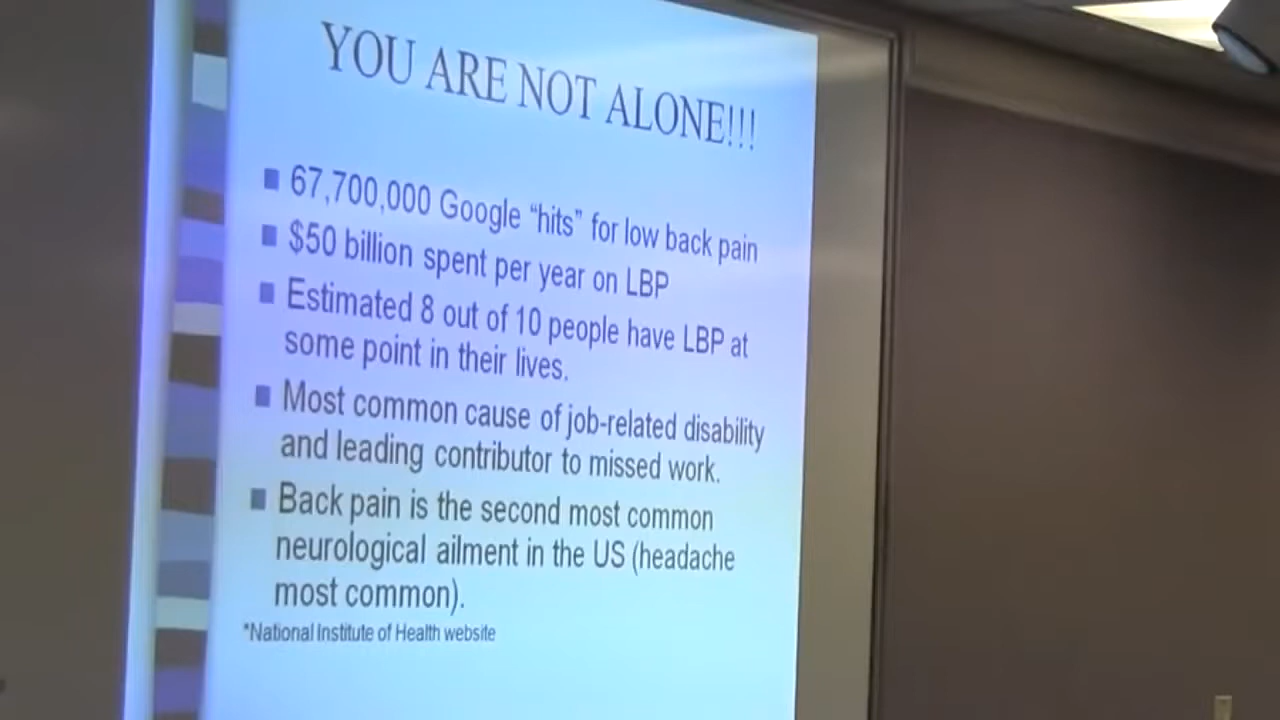 YOU ARE NOT ALONE!!!
67,700,000 Google “hits” for low back pain
$50 billion spent per year on LBP
Estimated 8 out of 10 people have LBP at
some point in their lives.
Most common cause of job-related disability
and leading contributor to missed work.
Back pain is the second most common
neurological ailment in the US (headache
most common).
*National Institute of Health website